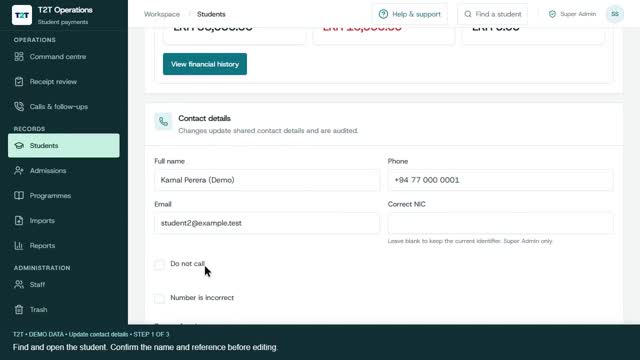 T2T
T2T Operations
Student payments
Workspace / Students
Help & support
Find a student
Super Admin
SS
OPERATIONS
Command centre
Receipt review
Calls & follow-ups
RECORDS
Students
Admissions
Programmes
Imports
Reports
ADMINISTRATION
Staff
Trash
View financial history
Contact details
Changes update shared contact details and are audited.
Full name
Phone
Kamal Perera (Demo)
+94 77 000 0001
Email
Correct NIC
student2@example.test
Leave blank to keep the current identifier. Super Admin only.
Do not call
Number is incorrect
T2T • DEMO DATA • Update contact details • STEP 1 OF 3
Find and open the student. Confirm the name and reference before editing.